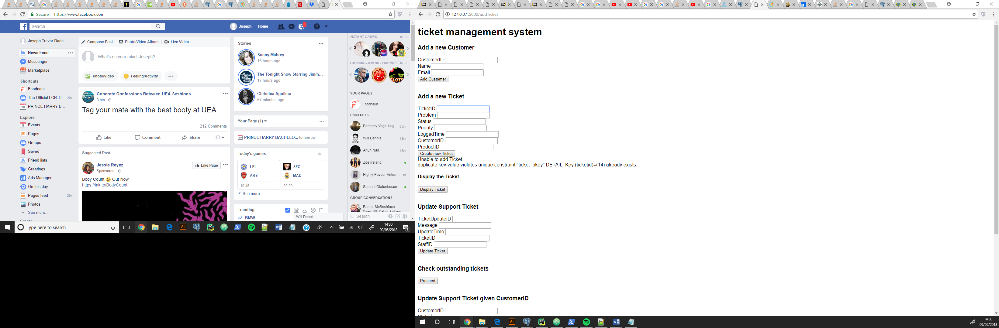 Secure
https://www.facebook.com
Search
Joseph
Home
1
Joseph Trevor Dada
News Feed
Messenger
Marketplace
Shortcuts
Foodnaut
The Official LCR TI... 20+
PRINCE HARRY B...
Explore
Events
Pages
Groups
Saved 1
Friend lists
Greetings
Ads Manager
On this day
Pages feed 20+
Photos
See more...
Compose Post
Photo/Video Album
Live Video
What's on your mind, Joseph?
Photo/Video
Feeling/Activity
Concrete Confessions Between UEA Seshions
3 hrs ·
Tag your mate with the best booty at UEA
212 Comments
Like
Comment
Share
Suggested Post
Jessie Reyez
Sponsored ·
Like Page
Body Count Out Now
https://lnk.to/BodyCount
Stories
Sunny Mabrey
15 hours ago
The Tonight Show Starring Jimm...
17 hours ago
Christina Aguilera
57 minutes ago
Your Page (1)
PRINCE HARRY BACHELO... tomorrow
Today's games
LEI
ARS
19:45
SFC
MAD
20:30
See more
Trending
BMW
Will Dennis
INSTANT GAMES MORE
TRENDING AMONG FRIENDS MORE
YOUR PAGES
Foodnaut
CONTACTS
Berkeley Vago-Hug... 25m
Will Dennis 19m
Arjun Nair 18m
Zoe Ireland
Highly-Favour Anton... 1h
Samuel Olatunbosun ...
GROUP CONVERSATIONS
Banter McSeshface
Search
Type here to search
14:30
09/05/2018
127.0.0.1:5000/addTicket
ticket management system
Add a new Customer
CustomerID
Name
Email
Add Customer
Add a new Ticket
TicketID
Problem
Status
Priority
LoggedTime
CustomerID
ProductID
Create new Ticket
Unable to add Ticket
duplicate key value violates unique constraint "ticket_pkey" DETAIL: Key (ticketid)=(14) already exists.
Display the Ticket
Display Ticket
Update Support Ticket
TicketUpdateID
Message
UpdateTime
TicketID
StaffID
Update Ticket
Check outstanding tickets
Proceed
Update Support Ticket given CustomerID
CustomerID
14:30
09/05/2018